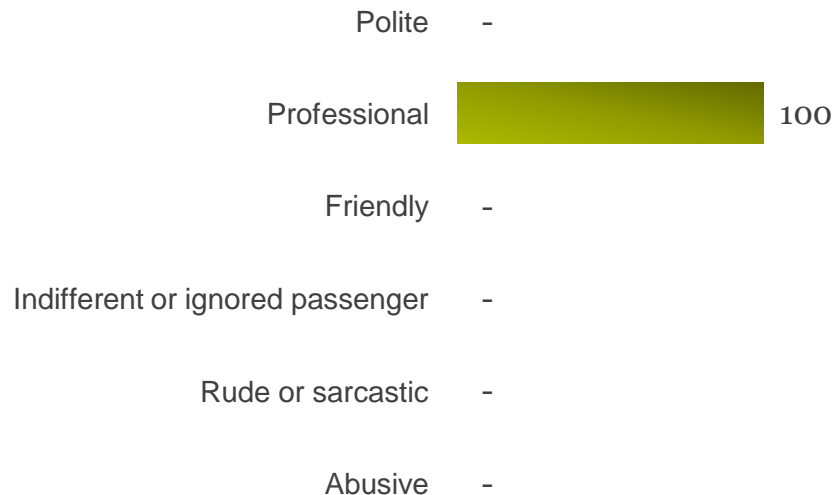 Polite -
Professional 100
Friendly -
Indifferent or ignored passenger -
Rude or sarcastic -
Abusive -